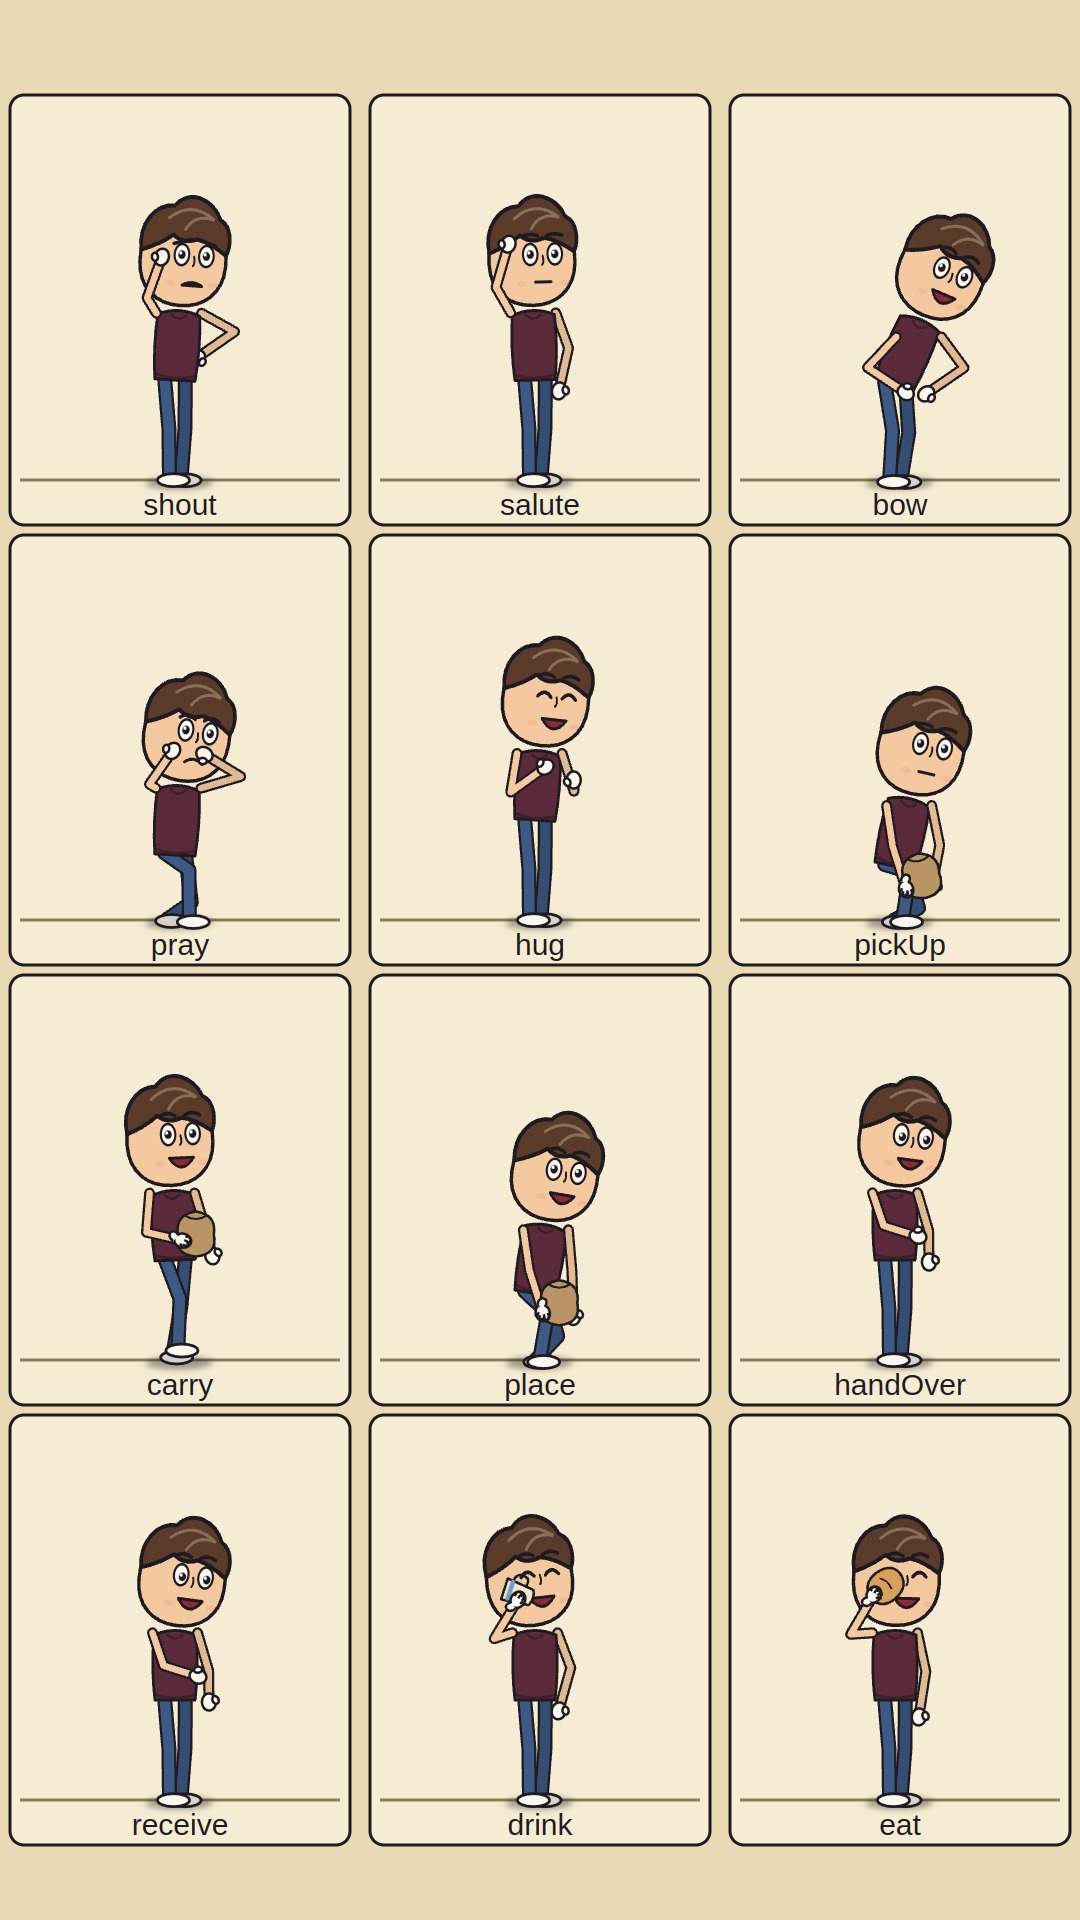 shout
salute
bow
pray
hug
pickUp
carry
place
handOver
receive
drink
eat